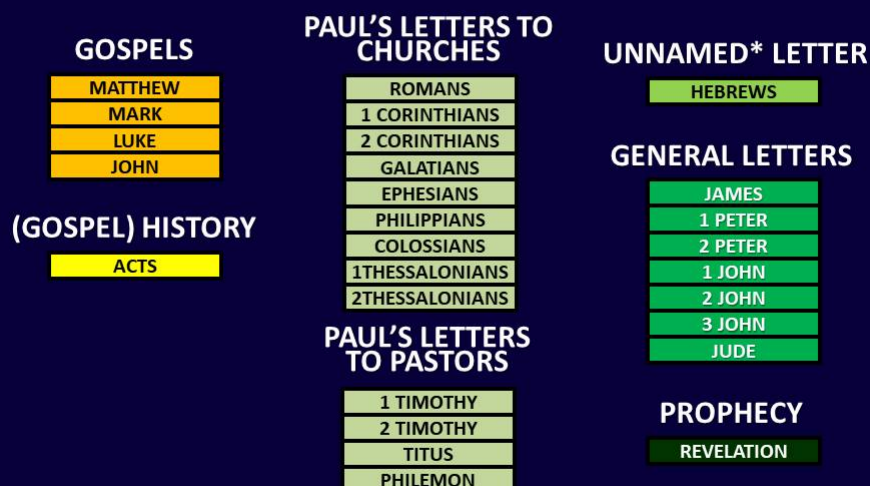 GOSPELS
MATTHEW
MARK
LUKE
JOHN
(GOSPEL) HISTORY
ACTS
PAUL'S LETTERS TO
CHURCHES
ROMANS
1 CORINTHIANS
2 CORINTHIANS
GALATIANS
EPHESIANS
PHILIPPIANS
COLOSSIANS
1THESSALONIANS
2THESSALONIANS
PAUL'S LETTERS
TO PASTORS
1 TIMOTHY
2 TIMOTHY
TITUS
PHILEMON
UNNAMED* LETTER
HEBREWS
GENERAL LETTERS
JAMES
1 PETER
2 PETER
1 JOHN
2 JOHN
3 JOHN
JUDE
PROPHECY
REVELATION